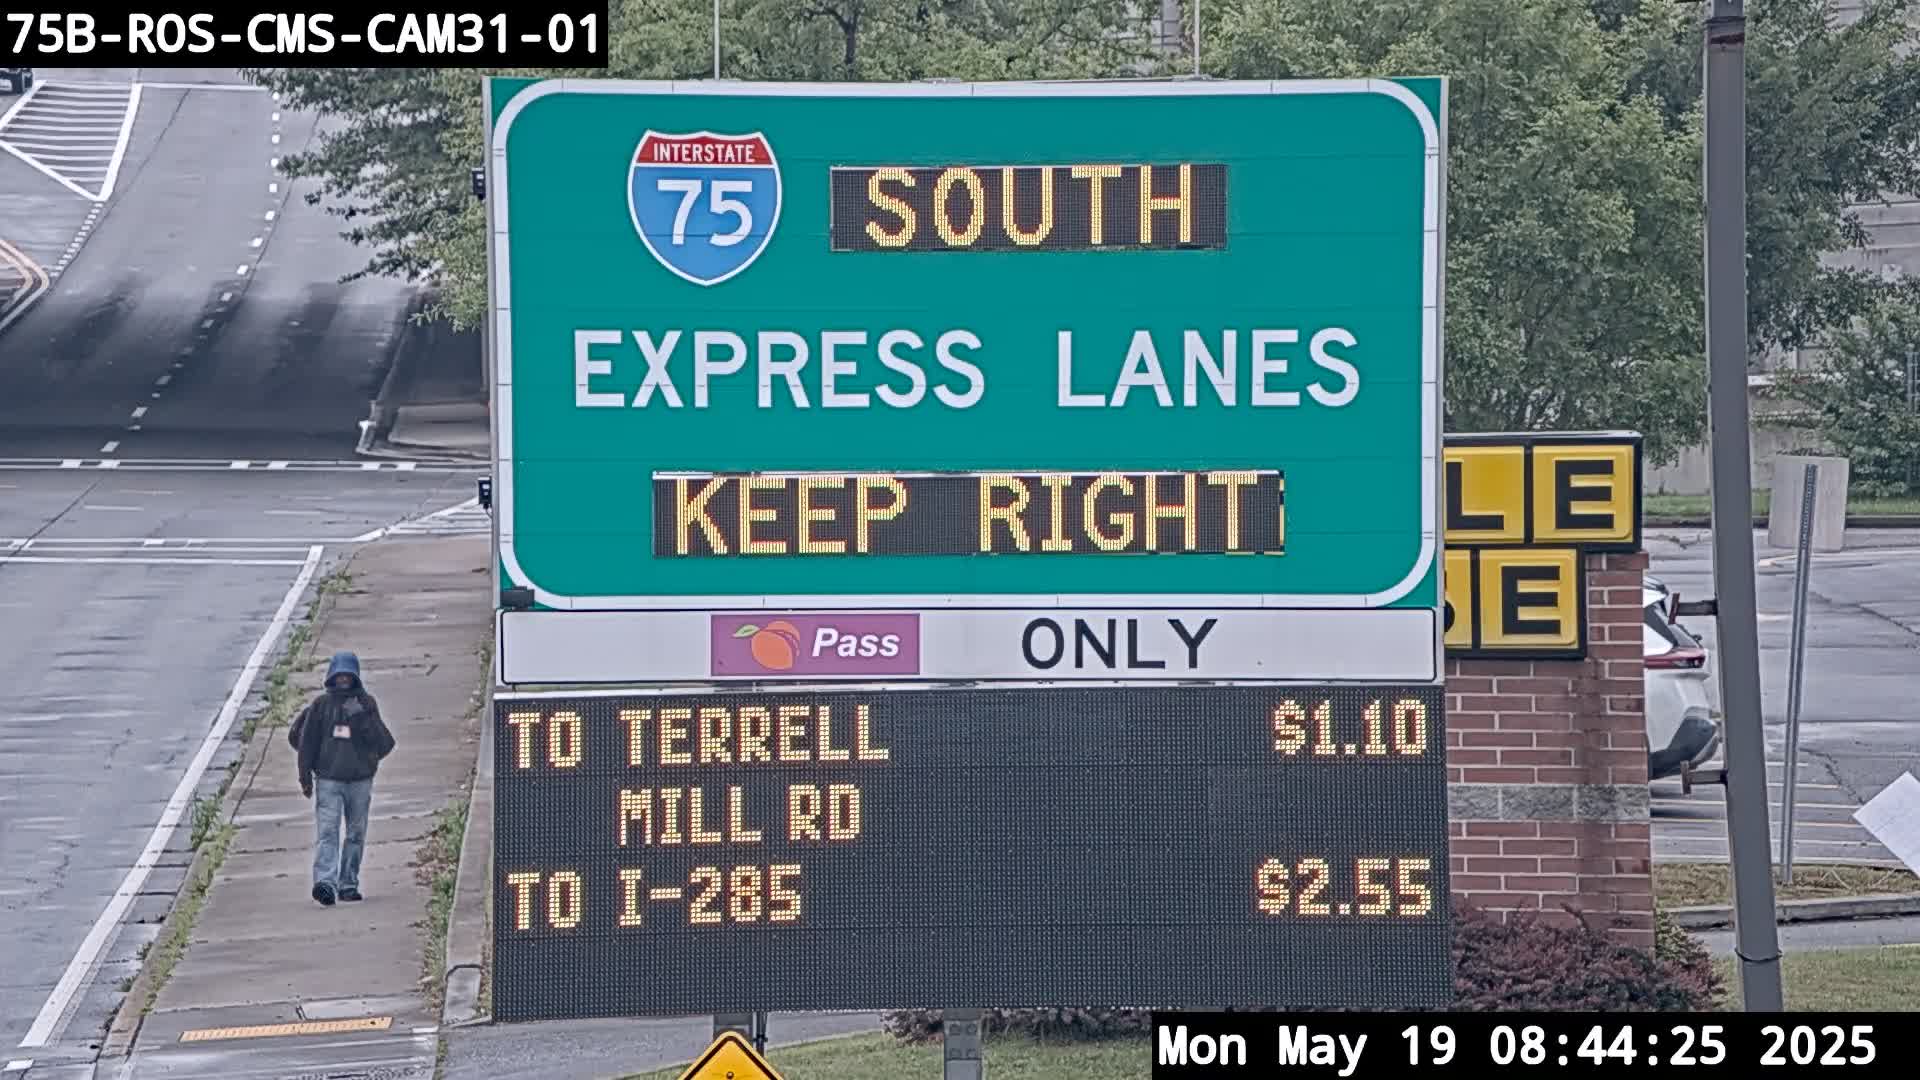 75B-ROS-CMS-CAM31-01
INTERSTATE
75
SOUTH
EXPRESS LANES
KEEP RIGHT
Pass ONLY
TO TERRELL $1.10
MILL RD
TO I-285 $2.55
LE
E
Mon May 19 08:44:25 2025